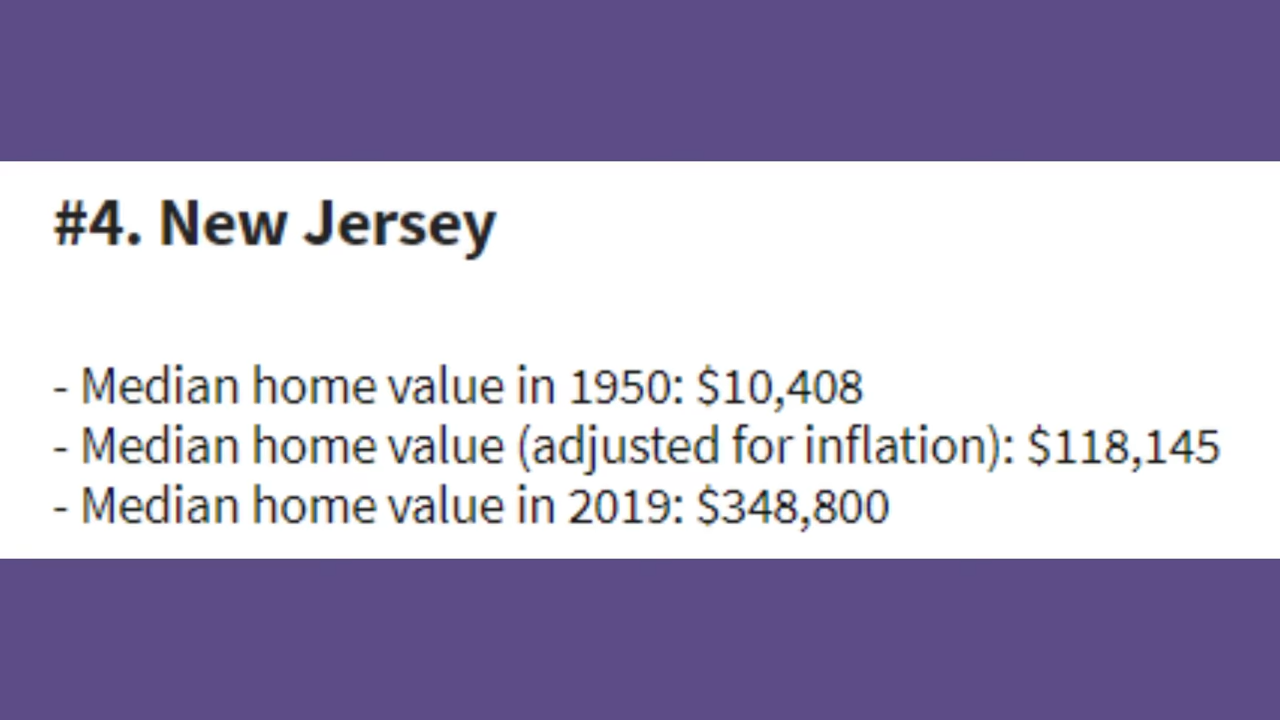 #4. New Jersey
- Median home value in 1950: $10,408
- Median home value (adjusted for inflation): $118,145
- Median home value in 2019: $348,800